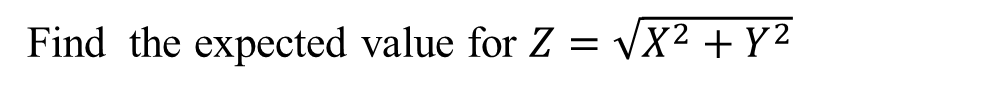 Find the expected value for Z = √X² + Y²